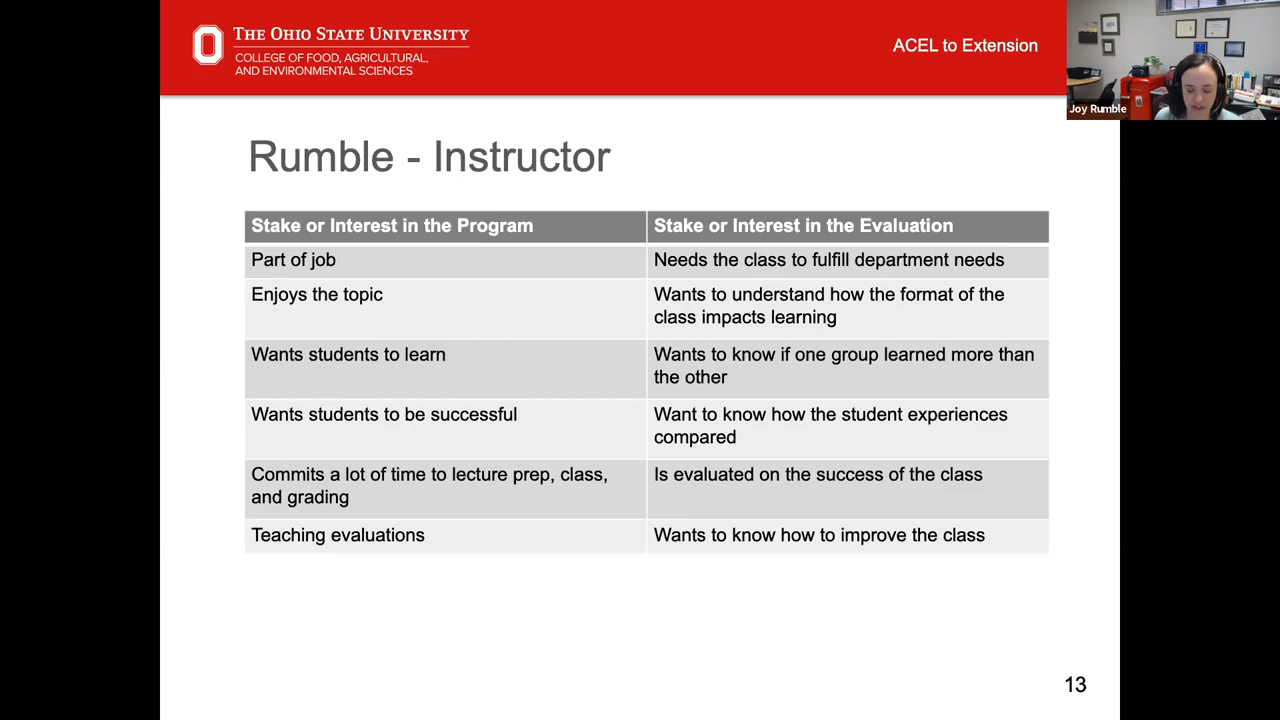 THE OHIO STATE UNIVERSITY
COLLEGE OF FOOD, AGRICULTURAL,
AND ENVIRONMENTAL SCIENCES
ACEL to Extension
Joy Rumble
Rumble - Instructor
Stake or Interest in the Program
Stake or Interest in the Evaluation
Part of job
Needs the class to fulfill department needs
Enjoys the topic
Wants to understand how the format of the
class impacts learning
Wants students to learn
Wants to know if one group learned more than
the other
Wants students to be successful
Want to know how the student experiences
compared
Commits a lot of time to lecture prep, class,
and grading
Is evaluated on the success of the class
Teaching evaluations
Wants to know how to improve the class
13